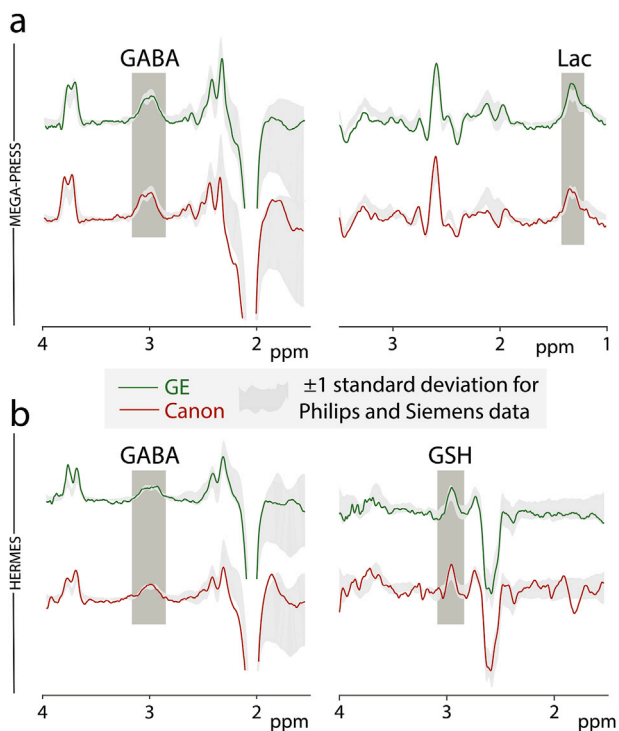 a
GABA
Lac
MEGA-PRESS
4 3 2 ppm
3 2 ppm 1
GE
Canon
±1 standard deviation for
Philips and Siemens data
b
GABA
GSH
HERMES
4 3 2 ppm
4 3 2 ppm